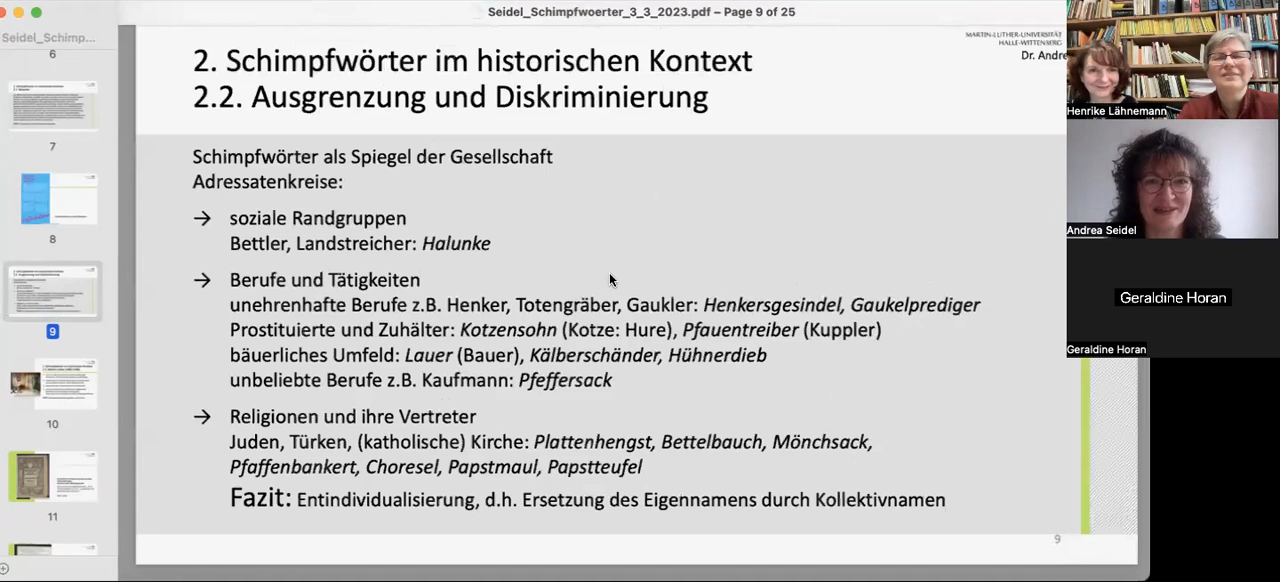 Seidel_Schimpfwoerter_3_3_2023.pdf – Page 9 of 25
Seidel_Schimp...
6
7
8
9
10
11
MARTIN-LUTHER-UNIVERSITÄT
HALLE-WITTENBERG
Dr. Andre
2. Schimpfwörter im historischen Kontext
2.2. Ausgrenzung und Diskriminierung
Schimpfwörter als Spiegel der Gesellschaft
Adressatenkreise:
→ soziale Randgruppen
Bettler, Landstreicher: Halunke
→ Berufe und Tätigkeiten
unehrenhafte Berufe z.B. Henker, Totengräber, Gaukler: Henkersgesindel, Gaukelprediger
Prostituierte und Zuhälter: Kotzensohn (Kotze: Hure), Pfauentreiber (Kuppler)
bäuerliches Umfeld: Lauer (Bauer), Kälberschänder, Hühnerdieb
unbeliebte Berufe z.B. Kaufmann: Pfeffersack
→ Religionen und ihre Vertreter
Juden, Türken, (katholische) Kirche: Plattenhengst, Bettelbauch, Mönchsack,
Pfaffenbankert, Choresel, Papstmaul, Papstteufel
Fazit: Entindividualisierung, d.h. Ersetzung des Eigennamens durch Kollektivnamen
9
Henrike Lähnemann
Andrea Seidel
Geraldine Horan
Geraldine Horan